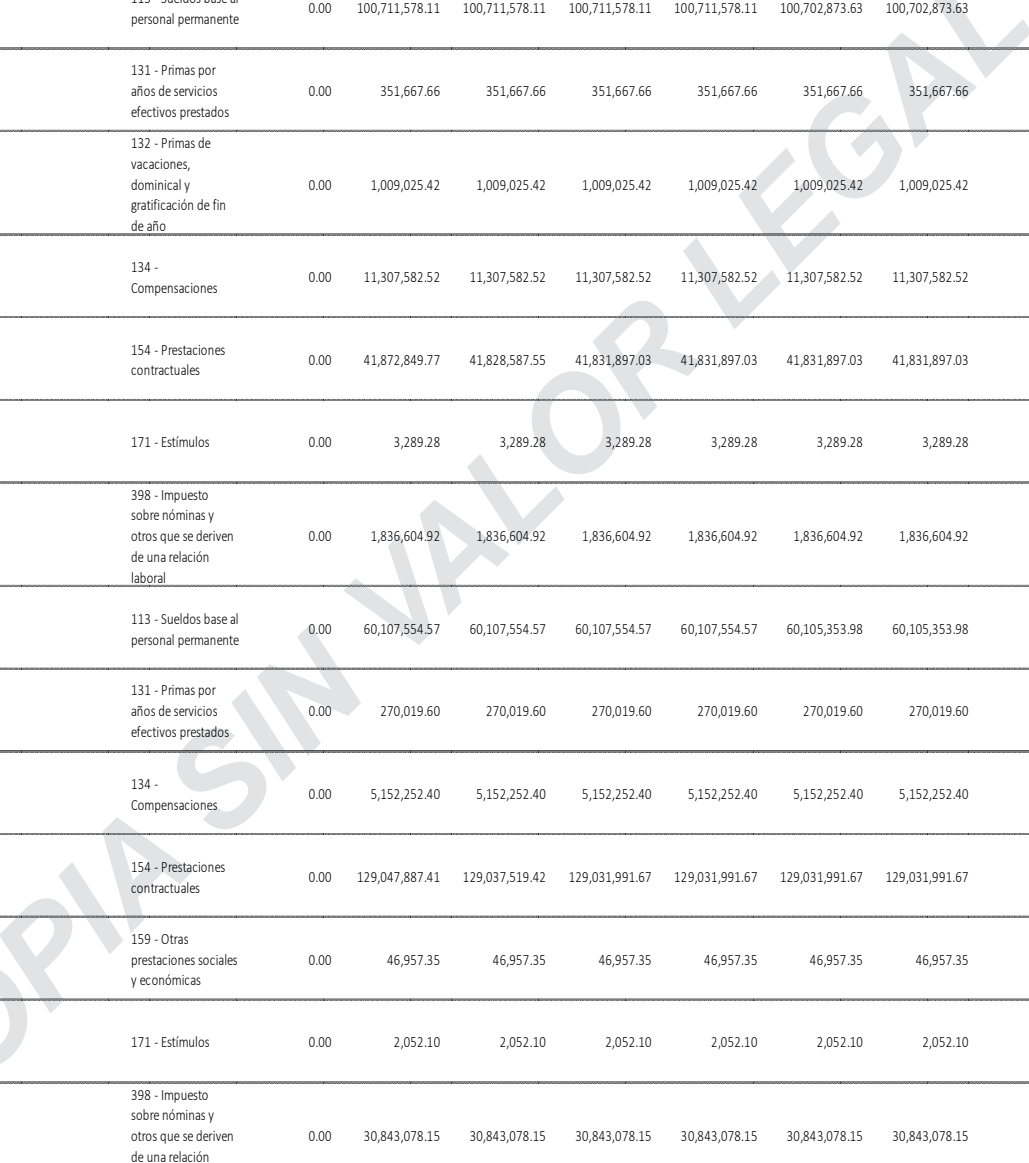 personal permanente 0.00 100,711,578.11 100,711,578.11 100,711,578.11 100,711,578.11 100,702,873.63 100,702,873.63
131 - Primas por
años de servicios 0.00 351,667.66 351,667.66 351,667.66 351,667.66 351,667.66 351,667.66
efectivos prestados
132 - Primas de
vacaciones,
dominical y 0.00 1,009,025.42 1,009,025.42 1,009,025.42 1,009,025.42 1,009,025.42 1,009,025.42
gratificación de fin
de año
134 -
Compensaciones 0.00 11,307,582.52 11,307,582.52 11,307,582.52 11,307,582.52 11,307,582.52 11,307,582.52
154 - Prestaciones
contractuales 0.00 41,872,849.77 41,828,587.55 41,831,897.03 41,831,897.03 41,831,897.03 41,831,897.03
171 - Estímulos 0.00 3,289.28 3,289.28 3,289.28 3,289.28 3,289.28 3,289.28
398 - Impuesto
sobre nóminas y
otros que se deriven 0.00 1,836,604.92 1,836,604.92 1,836,604.92 1,836,604.92 1,836,604.92 1,836,604.92
de una relación
laboral
113 - Sueldos base al
personal permanente 0.00 60,107,554.57 60,107,554.57 60,107,554.57 60,107,554.57 60,105,353.98 60,105,353.98
131 - Primas por
años de servicios 0.00 270,019.60 270,019.60 270,019.60 270,019.60 270,019.60 270,019.60
efectivos prestados
134 -
Compensaciones 0.00 5,152,252.40 5,152,252.40 5,152,252.40 5,152,252.40 5,152,252.40 5,152,252.40
154 - Prestaciones
contractuales 0.00 129,047,887.41 129,037,519.42 129,031,991.67 129,031,991.67 129,031,991.67 129,031,991.67
159 - Otras
prestaciones sociales 0.00 46,957.35 46,957.35 46,957.35 46,957.35 46,957.35 46,957.35
y económicas
171 - Estímulos 0.00 2,052.10 2,052.10 2,052.10 2,052.10 2,052.10 2,052.10
398 - Impuesto
sobre nóminas y
otros que se deriven 0.00 30,843,078.15 30,843,078.15 30,843,078.15 30,843,078.15 30,843,078.15 30,843,078.15
de una relación
OPIA SIN VALOR LEGAL